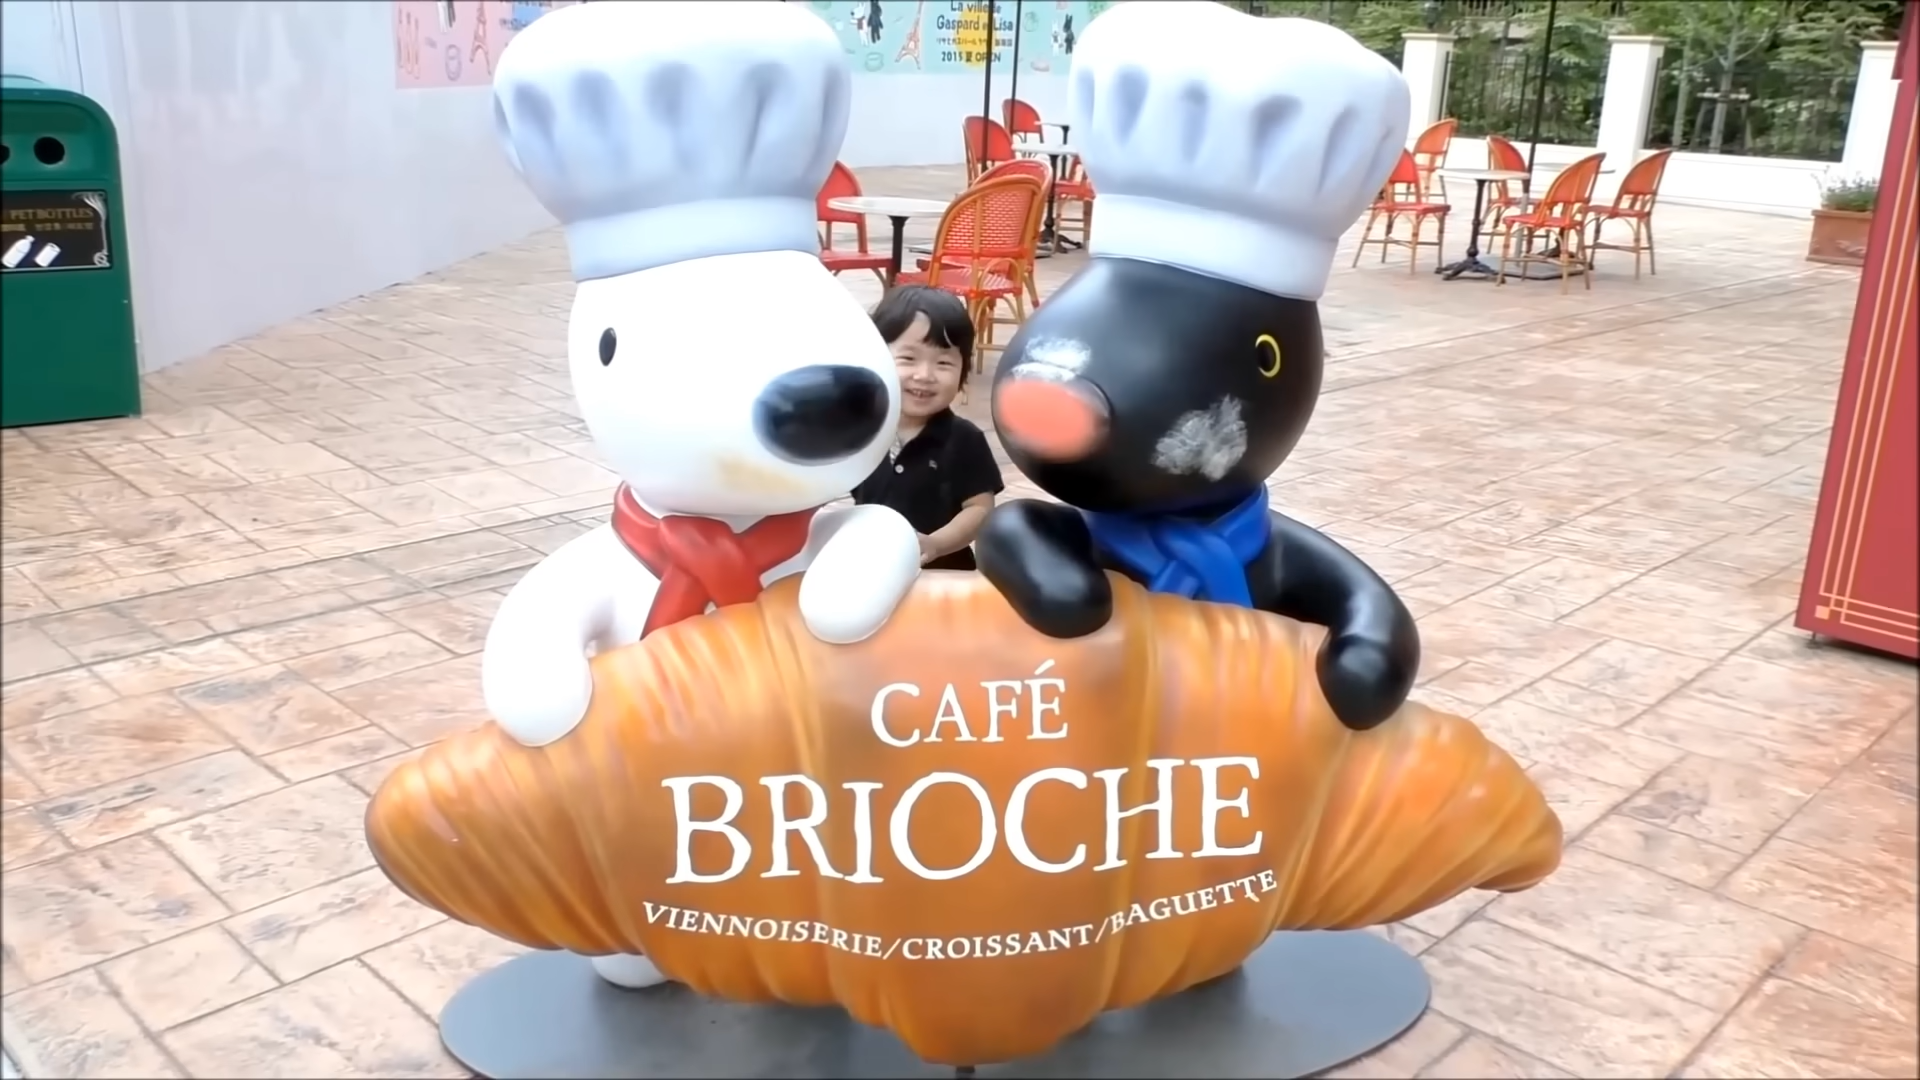 La ville de
Gaspard et Lisa
2015 夏 OPEN
PET BOTTLES
CAFÉ
BRIOCHE
VIENNOISERIE/CROISSANT/BAGUETTE